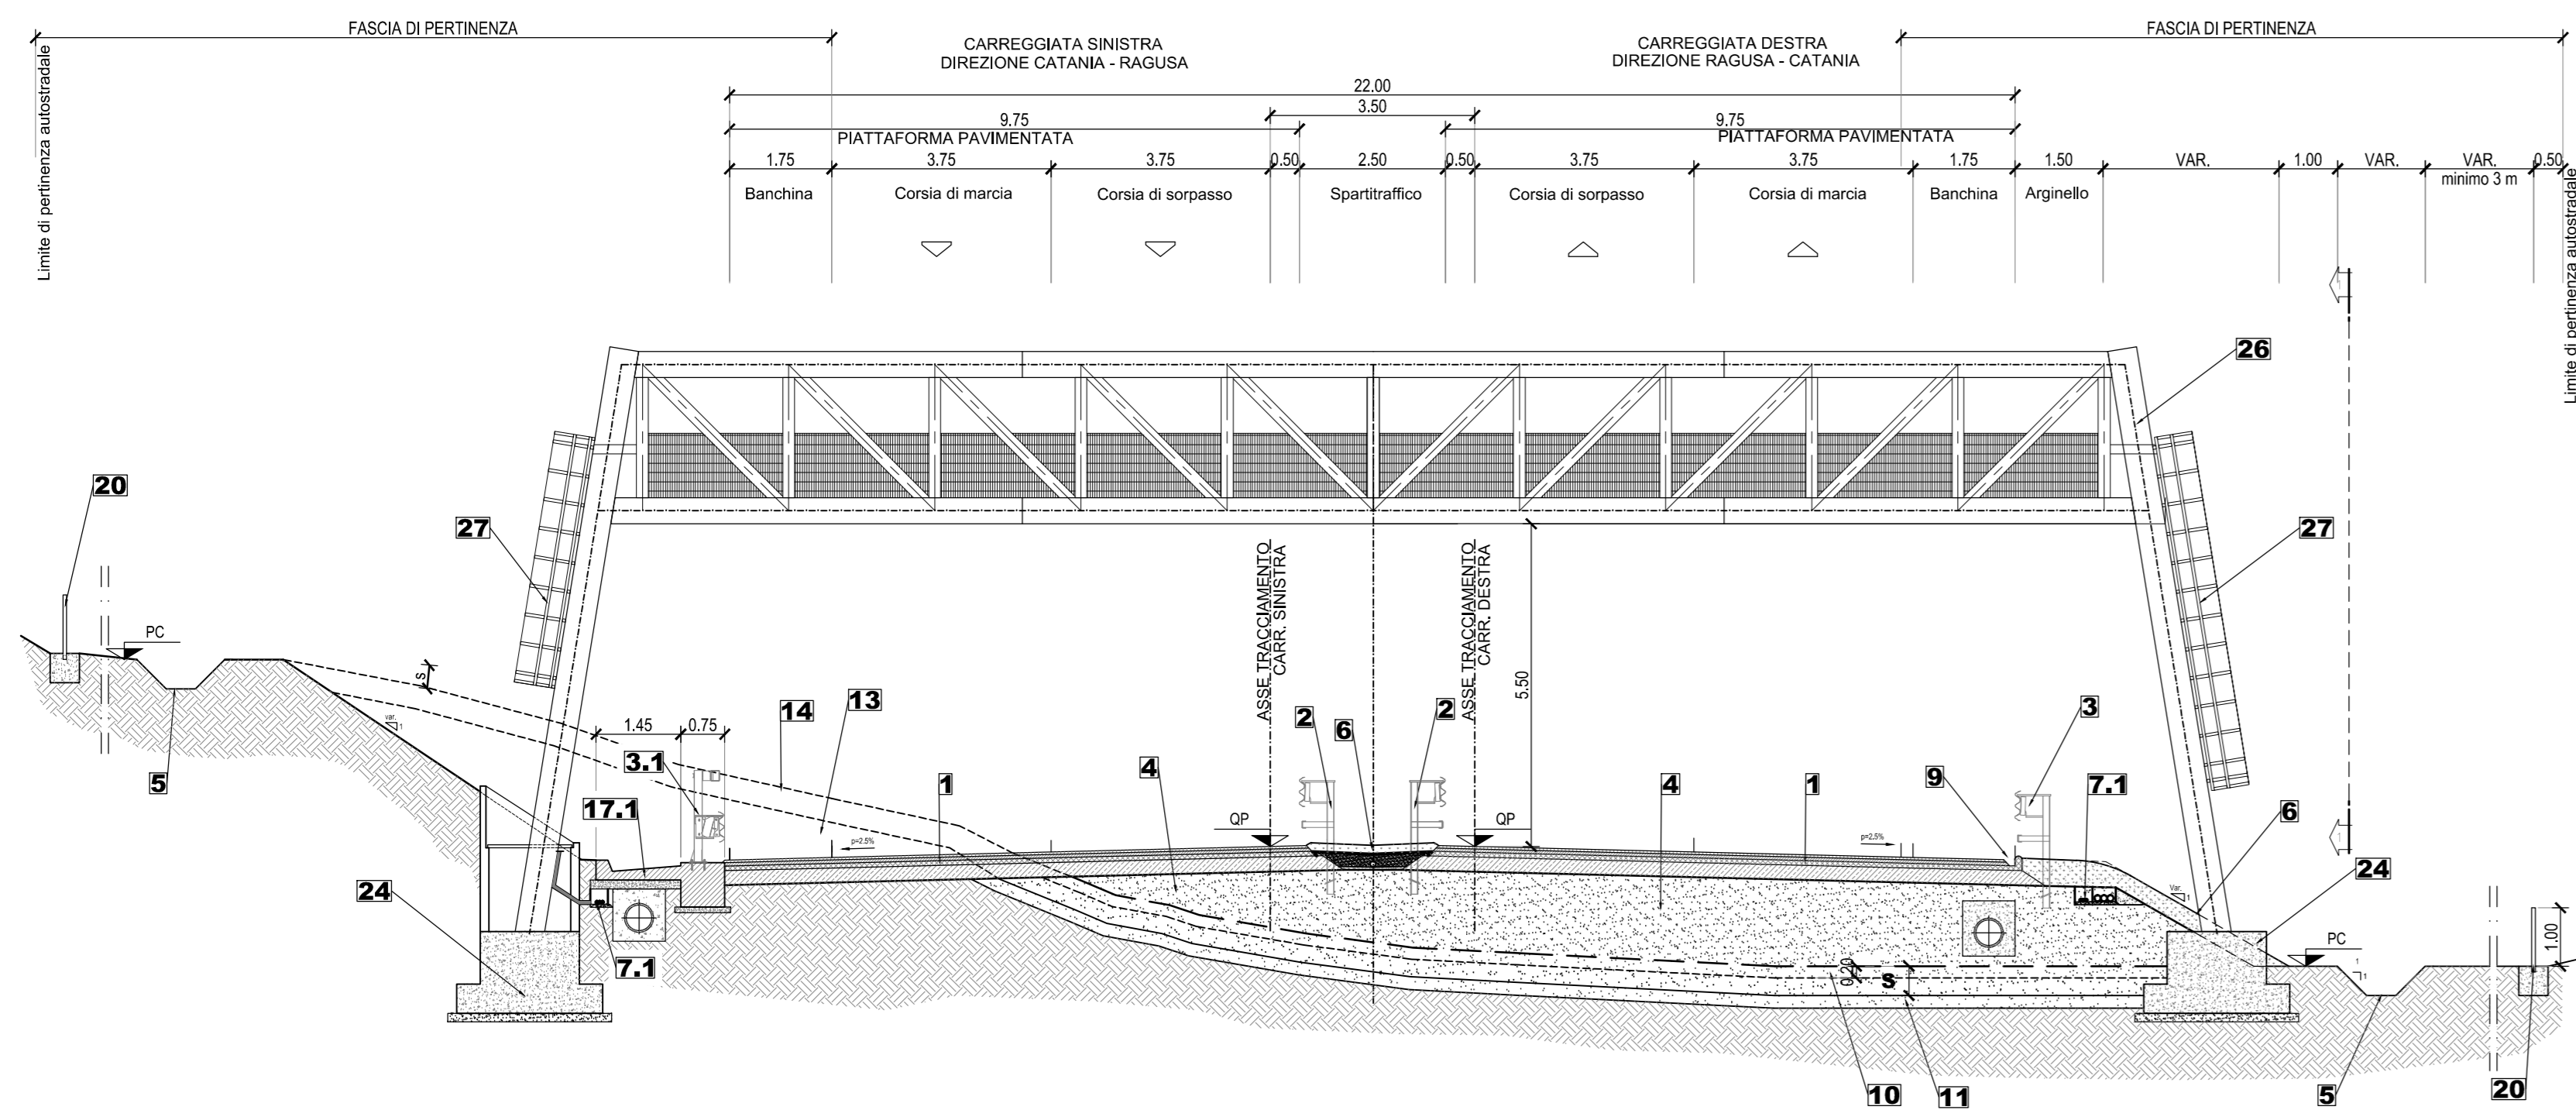 FASCIA DI PERTINENZA
FASCIA DI PERTINENZA
Limite di pertinenza autostradale
CARREGGIATA SINISTRA
DIREZIONE CATANIA - RAGUSA
CARREGGIATA DESTRA
DIREZIONE RAGUSA - CATANIA
Limite di pertinenza autostradale
22.00
3.50
9.75
9.75
PIATTAFORMA PAVIMENTATA
PIATTAFORMA PAVIMENTATA
1.75 3.75 3.75 0.50 2.50 0.50 3.75 3.75 1.75 1.50 VAR. 1.00 VAR. VAR. 0.50
minimo 3 m
Banchina Corsia di marcia Corsia di sorpasso Spartitraffico Corsia di sorpasso Corsia di marcia Banchina Arginello
26
20
27
27
ASSE TRACCIAMENTO
CARR. SINISTRA
ASSE TRACCIAMENTO
CARR. DESTRA
5.50
PC
s
var.
1
1.45 0.75
14
13
2
6
2
3
3.1
5
1
4
4
1
9
7.1
17.1
QP
QP
6
p=2.5%
p=2.5%
24
24
Var.
1
7.1
PC
1
1
1.00
0.20
S
10
11
5
20